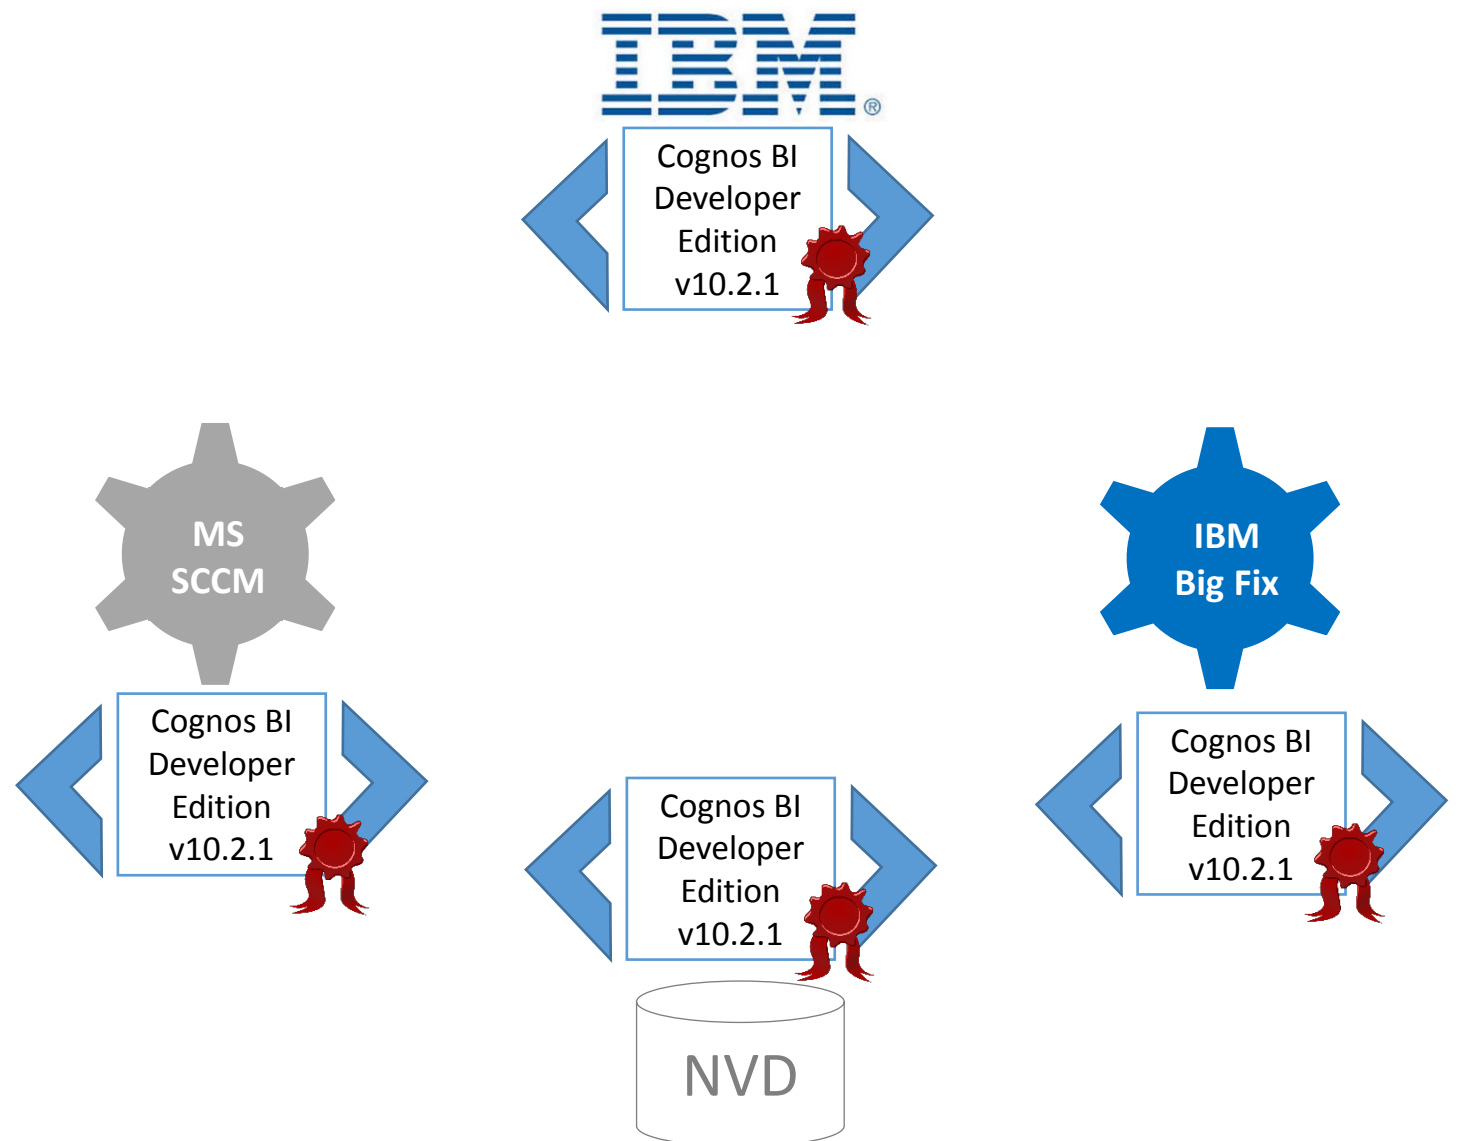 IBM®
Cognos BI
Developer
Edition
v10.2.1
MS
SCCM
IBM
Big Fix
Cognos BI
Developer
Edition
v10.2.1
Cognos BI
Developer
Edition
v10.2.1
Cognos BI
Developer
Edition
v10.2.1
NVD